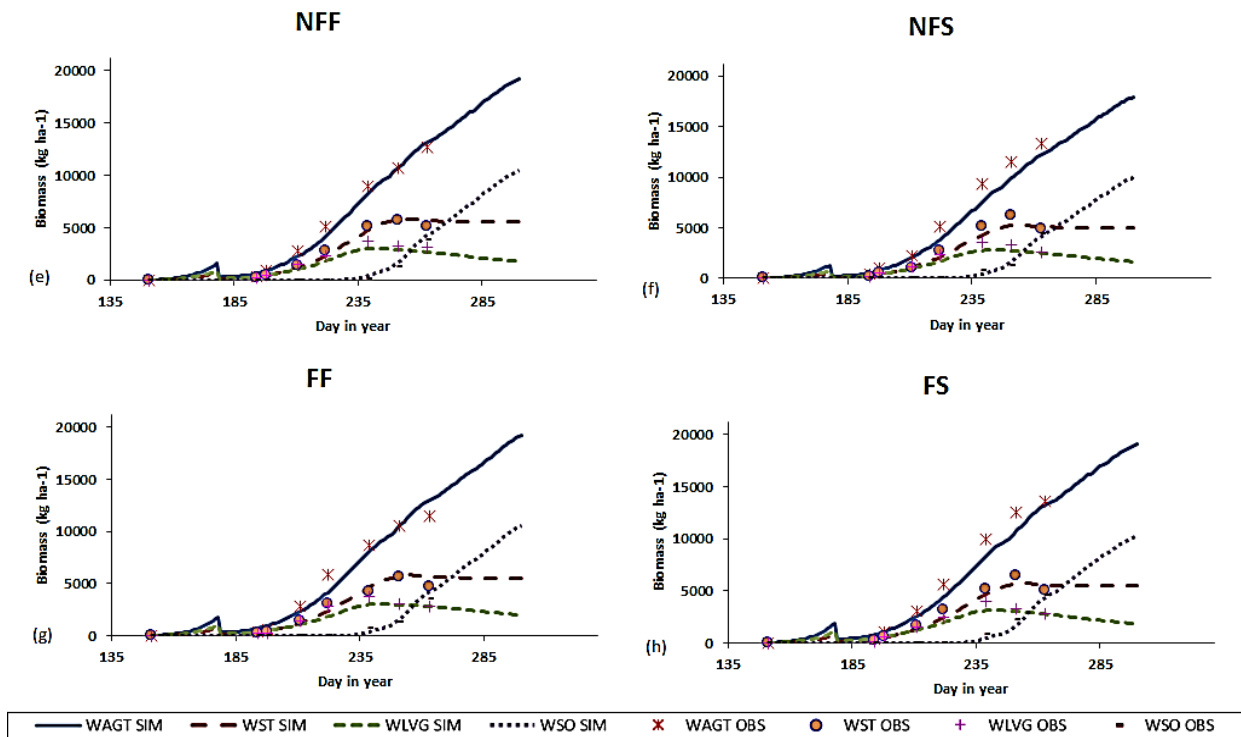 NFF
NFS
20000
15000
10000
5000
0
Biomass (kg ha-1)
135
185
235
285
Day in year
(e)
20000
15000
10000
5000
0
Biomass (kg ha-1)
135
185
235
285
Day in year
(f)
FF
FS
20000
15000
10000
5000
0
Biomass (kg ha-1)
135
185
235
285
Day in year
(g)
20000
15000
10000
5000
0
Biomass (kg ha-1)
135
185
235
285
Day in year
(h)
WAGT SIM WST SIM WLVG SIM WSO SIM WAGT OBS WST OBS WLVG OBS WSO OBS